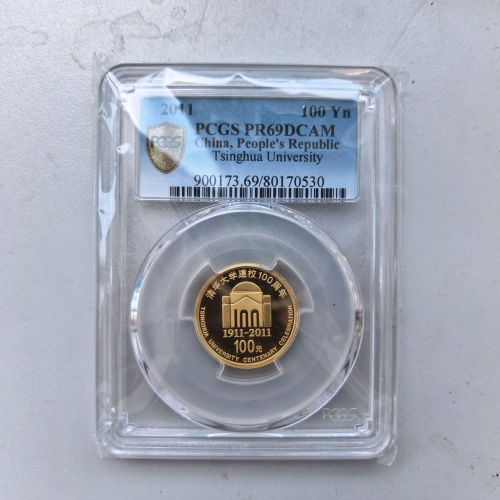 2011 100 Yn
PCGS PR69DCAM
China, People's Republic
Tsinghua University
900173.69/80170530
PCGS
清华大学建校100周年
1911-2011
100元
TSINGHUA UNIVERSITY CENTENARY CELEBRATION
PCGS